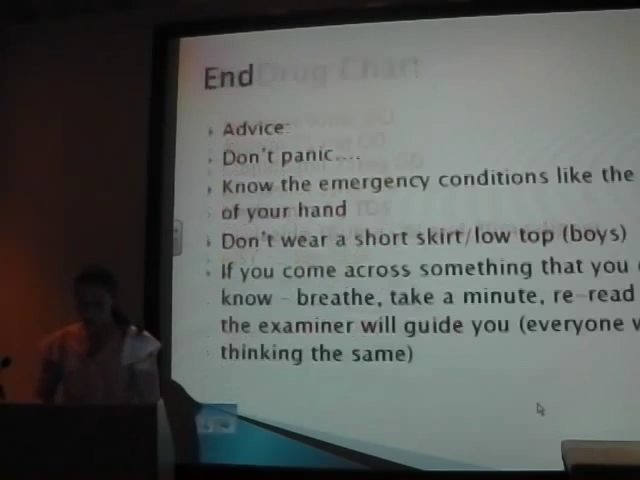 End Drug Chart
Advice:
Don't panic....
Know the emergency conditions like the
of your hand
Don't wear a short skirt/low top (boys)
If you come across something that you
know - breathe, take a minute, re-read
the examiner will guide you (everyone
thinking the same)